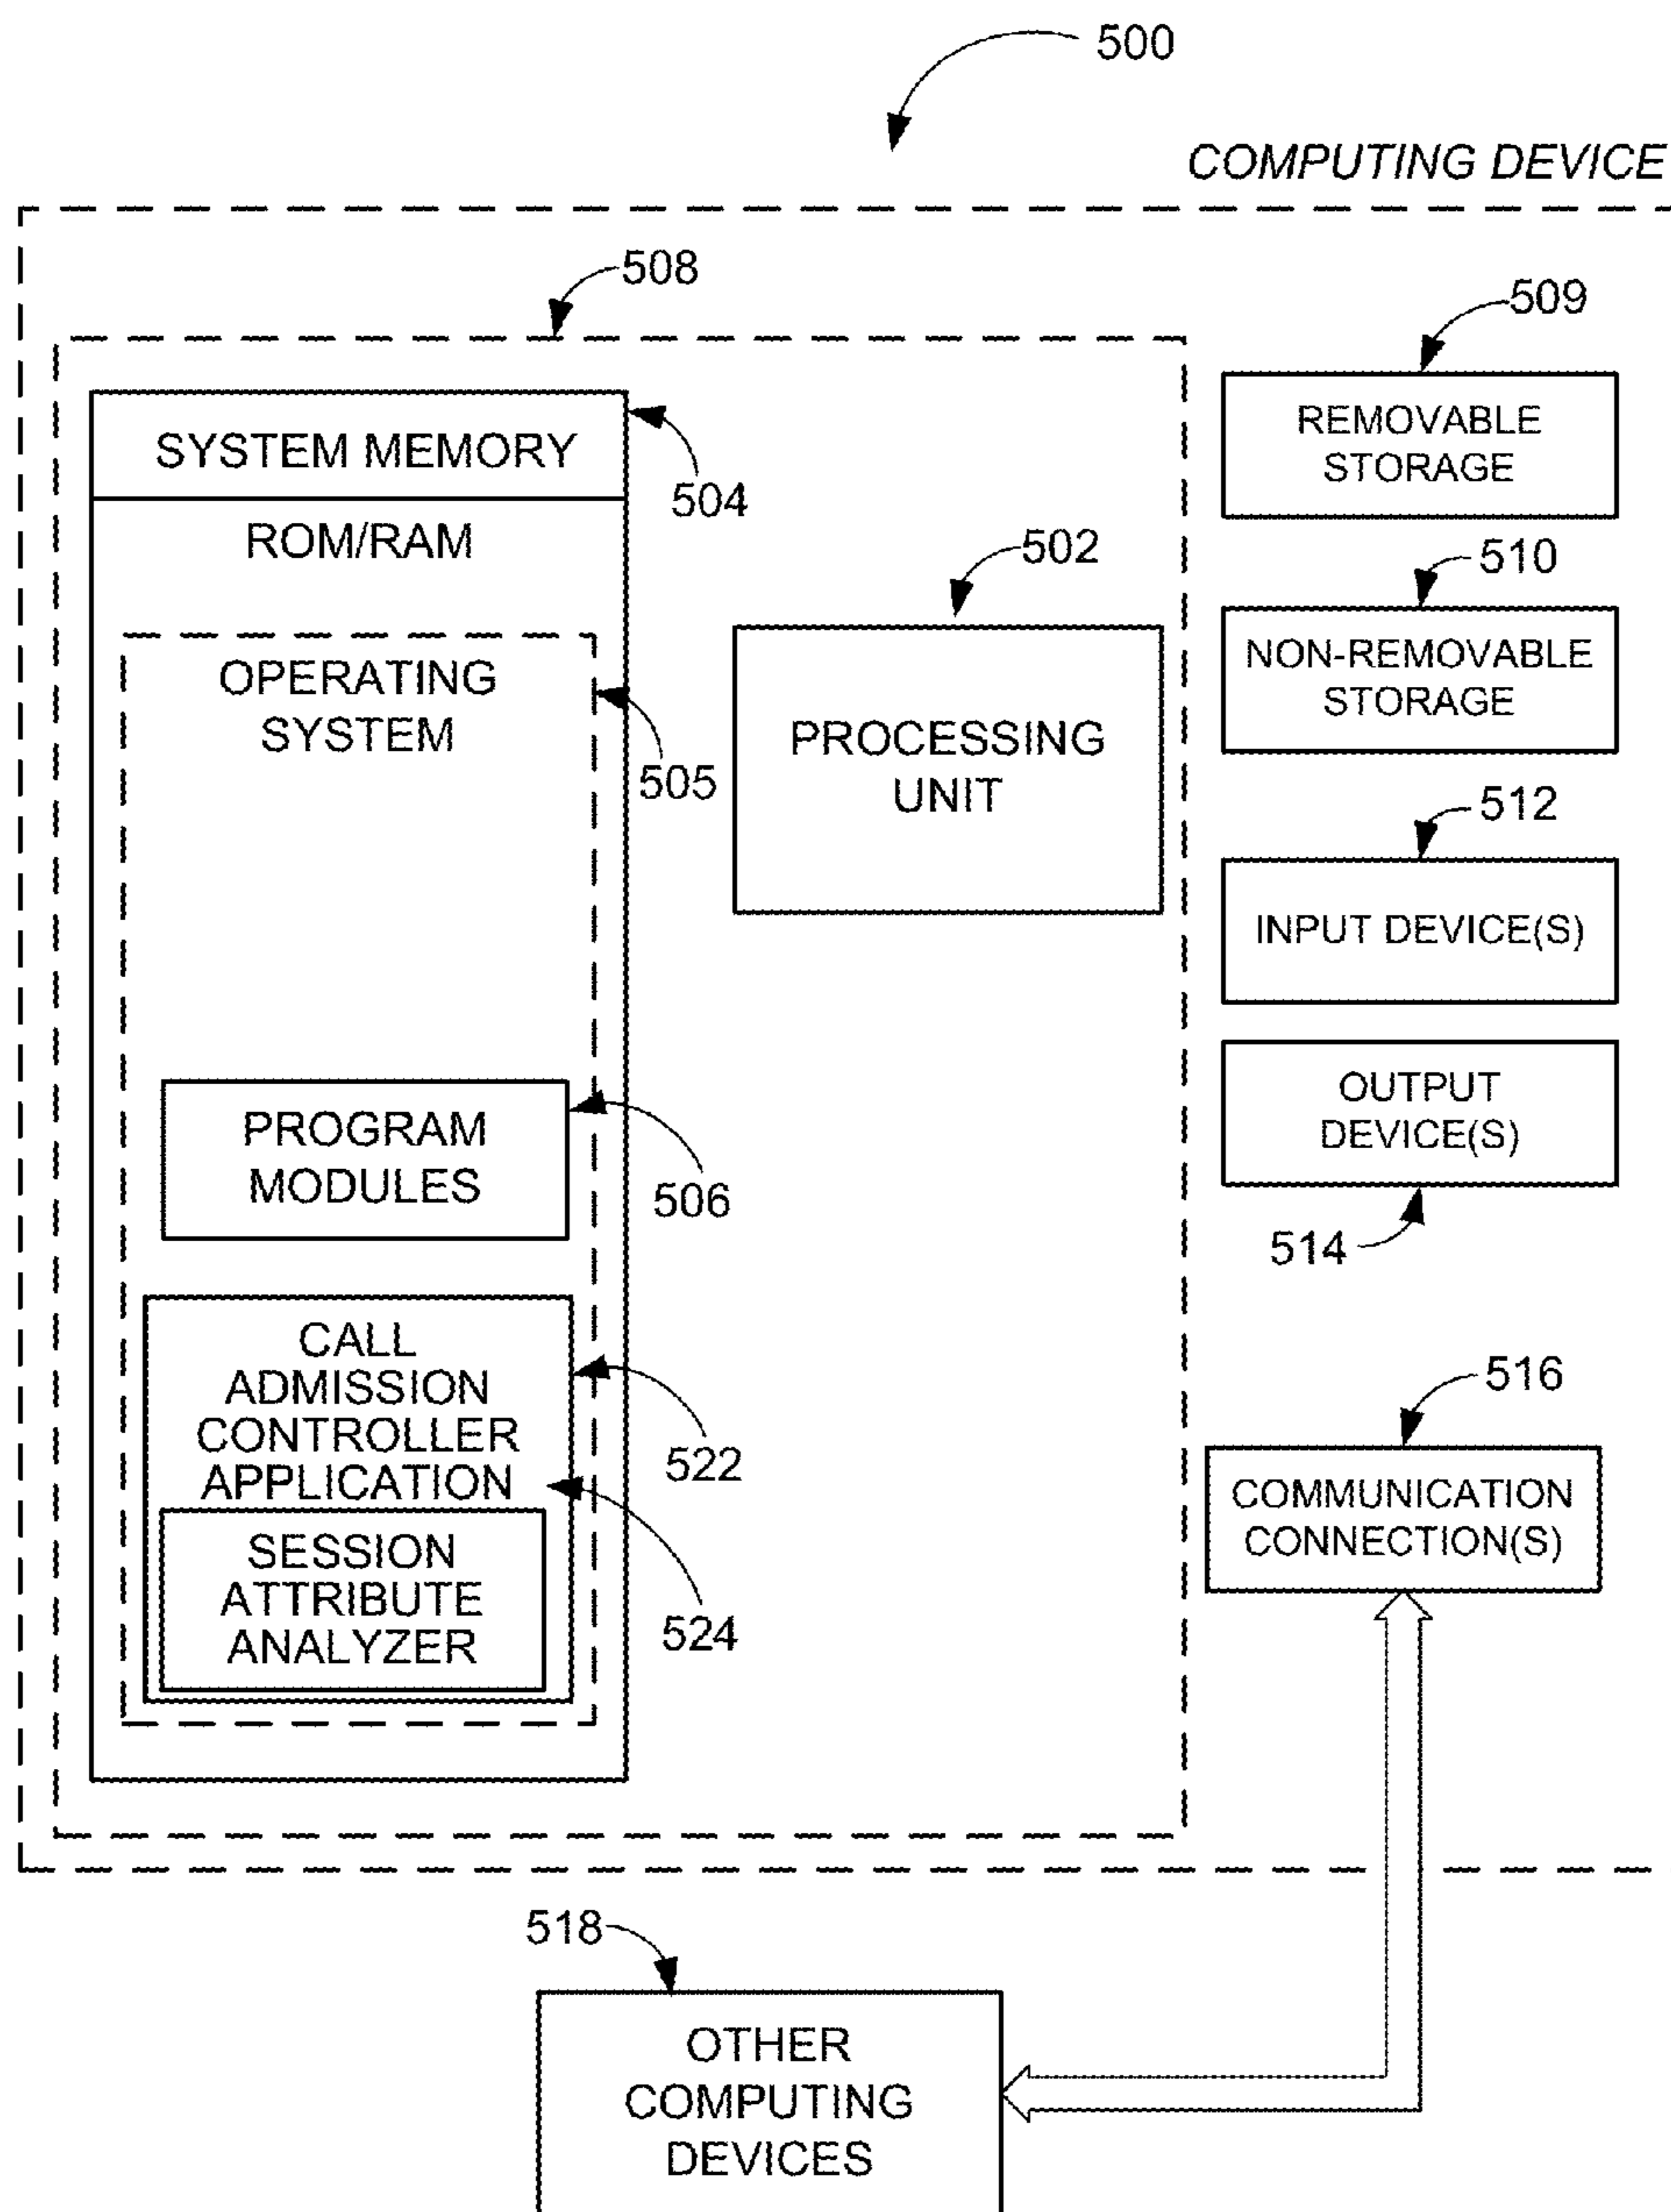 500
COMPUTING DEVICE
508
509
SYSTEM MEMORY
504
ROM/RAM
REMOVABLE
STORAGE
502
510
OPERATING
SYSTEM
505
PROCESSING
UNIT
NON-REMOVABLE
STORAGE
512
INPUT DEVICE(S)
PROGRAM
MODULES
506
OUTPUT
DEVICE(S)
514
CALL
ADMISSION
CONTROLLER
APPLICATION
522
516
SESSION
ATTRIBUTE
ANALYZER
524
COMMUNICATION
CONNECTION(S)
518
OTHER
COMPUTING
DEVICES